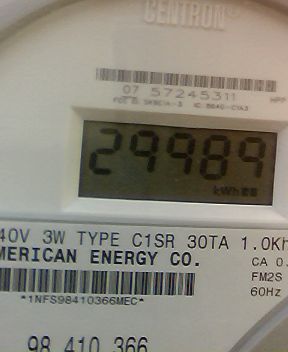 CENTRON®
07 57245311
29989
kWh
40V 3W TYPE C1SR 30TA 1.0Kh
MERICAN ENERGY CO.
CA 0.
FM2S
60Hz
*1NFS98410366MEC*
98 410 366